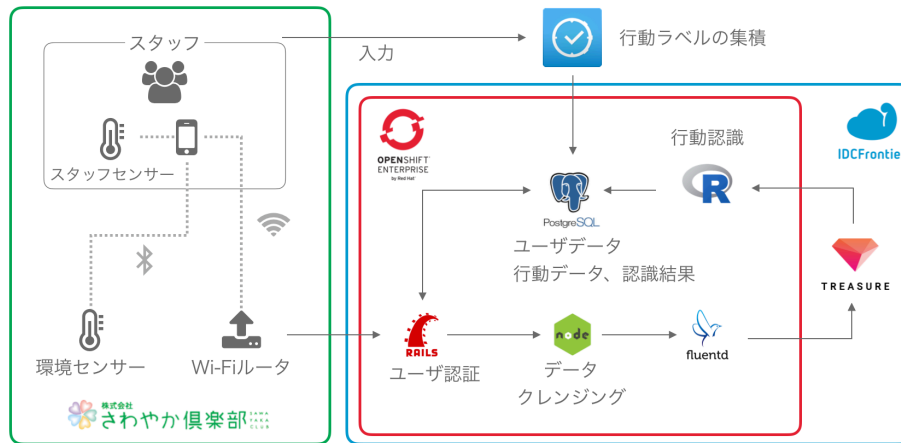 スタッフ
スタッフセンサー
環境センサー
Wi-Fiルータ
株式会社
さわやか倶楽部
CLUB
入力
行動ラベルの集積
OPENSHIFT
ENTERPRISE
by Red Hat
PostgreSQL
ユーザデータ
行動データ、認識結果
行動認識
R
IDCFrontie
TREASURE
RAILS
ユーザ認証
node
データ
クレンジング
fluentd